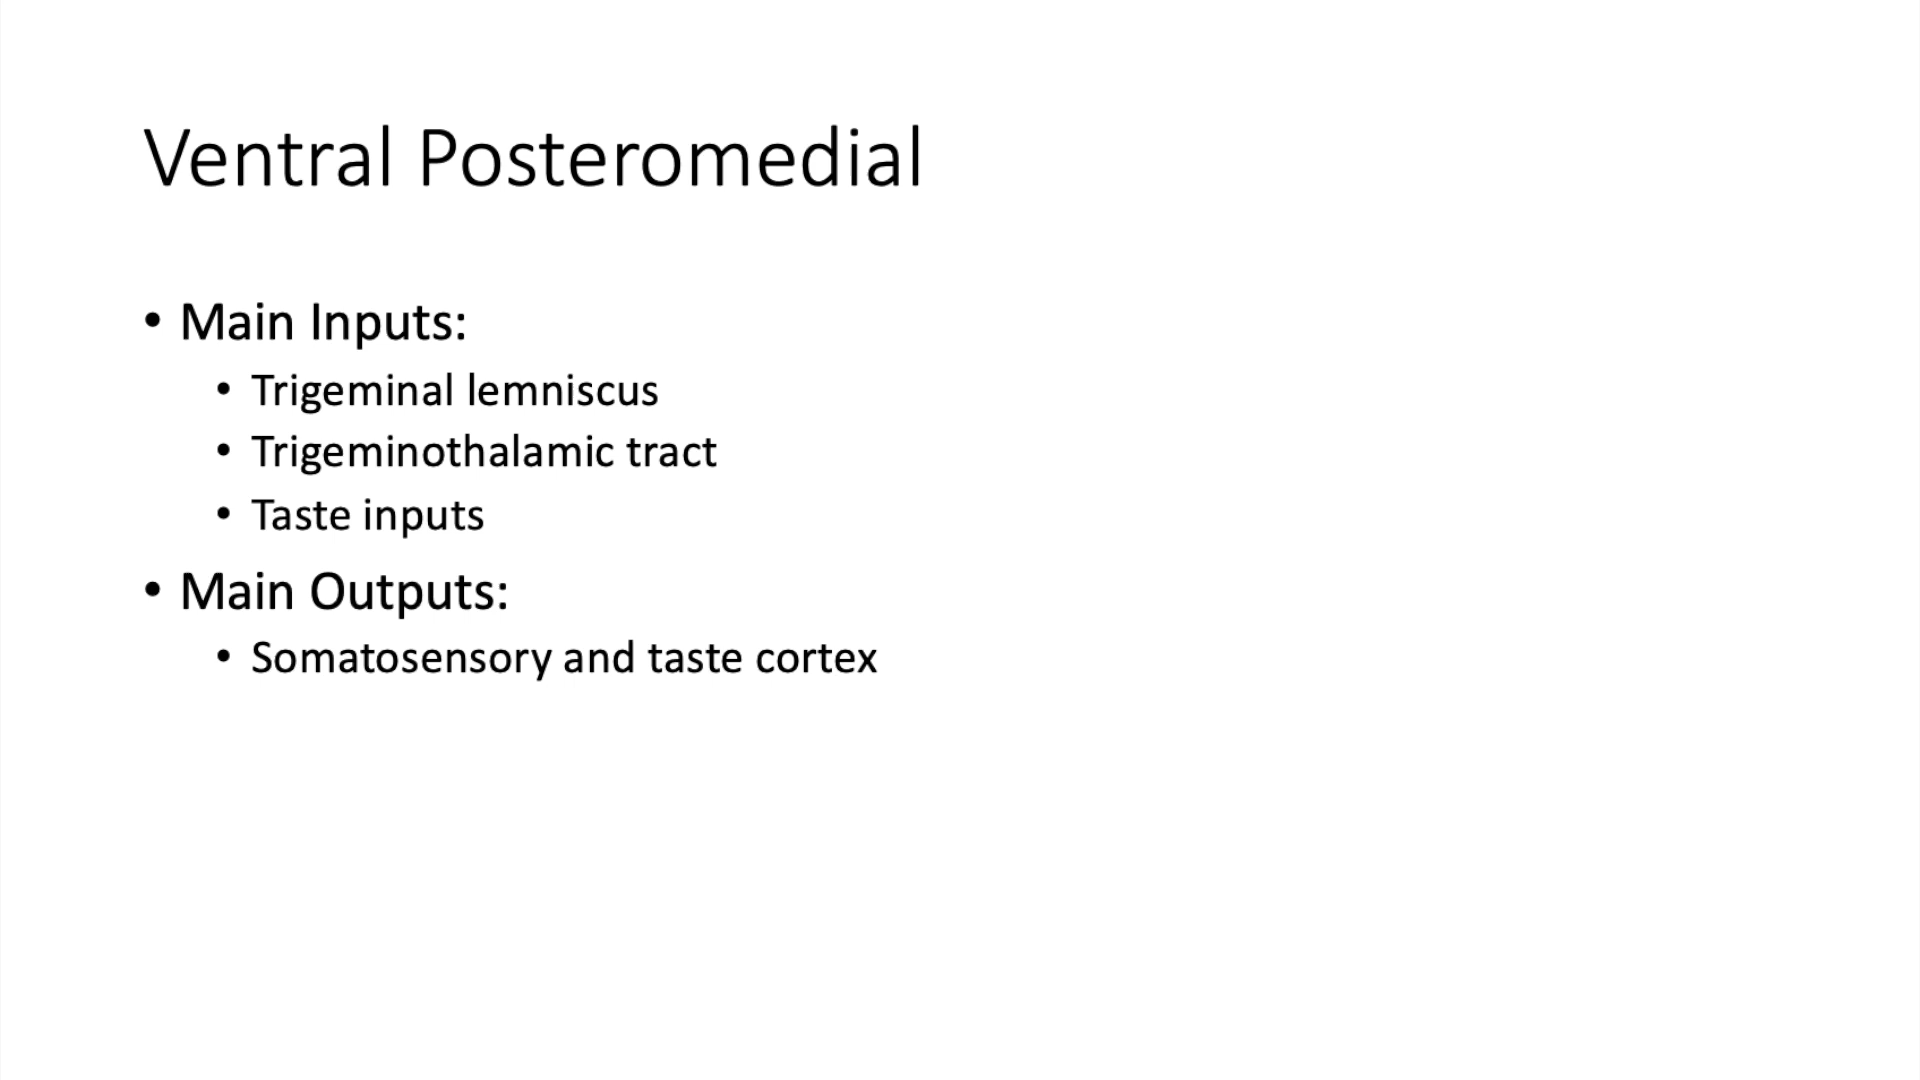 Ventral Posteromedial
• Main Inputs:
• Trigeminal lemniscus
• Trigeminothalamic tract
• Taste inputs
• Main Outputs:
• Somatosensory and taste cortex